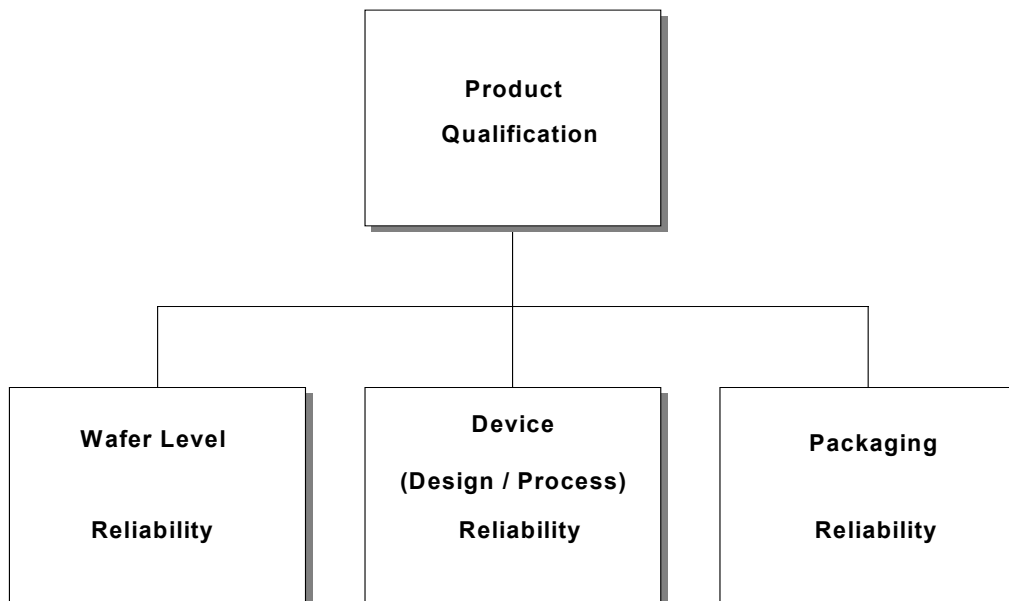 Product
Qualification
Wafer Level
Reliability
Device
(Design / Process)
Reliability
Packaging
Reliability